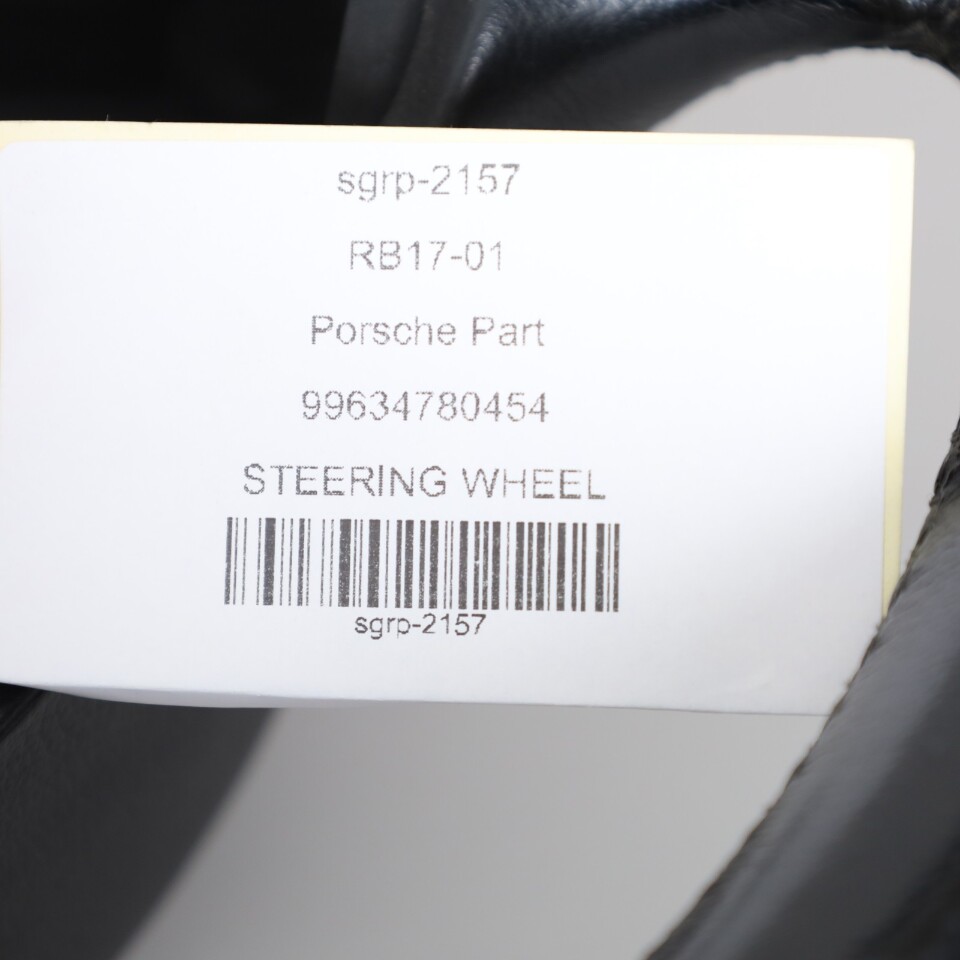 sgrp-2157
RB17-01
Porsche Part
99634780454
STEERING WHEEL
sgrp-2157